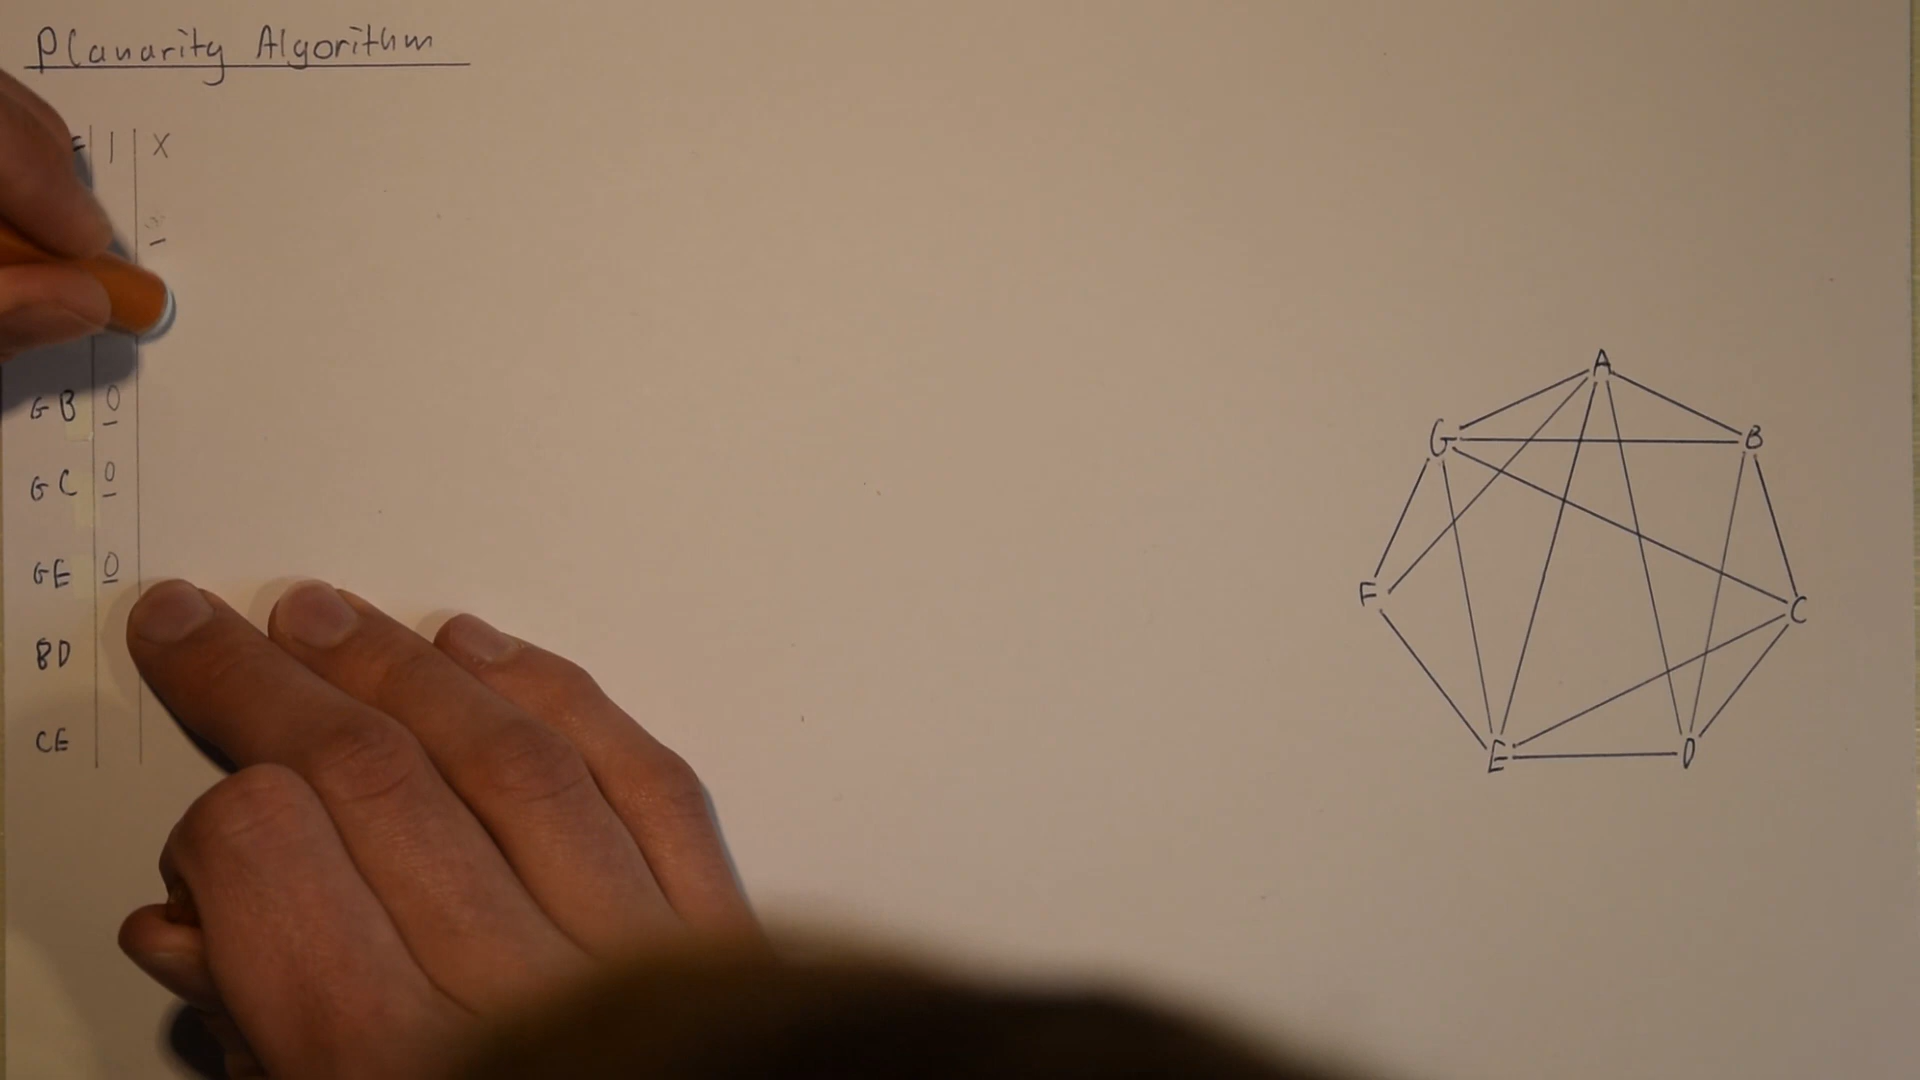 Planarity Algorithm
| X
GB 0
GC 0
GE 0
BD
CE
A
G B
F C
E D